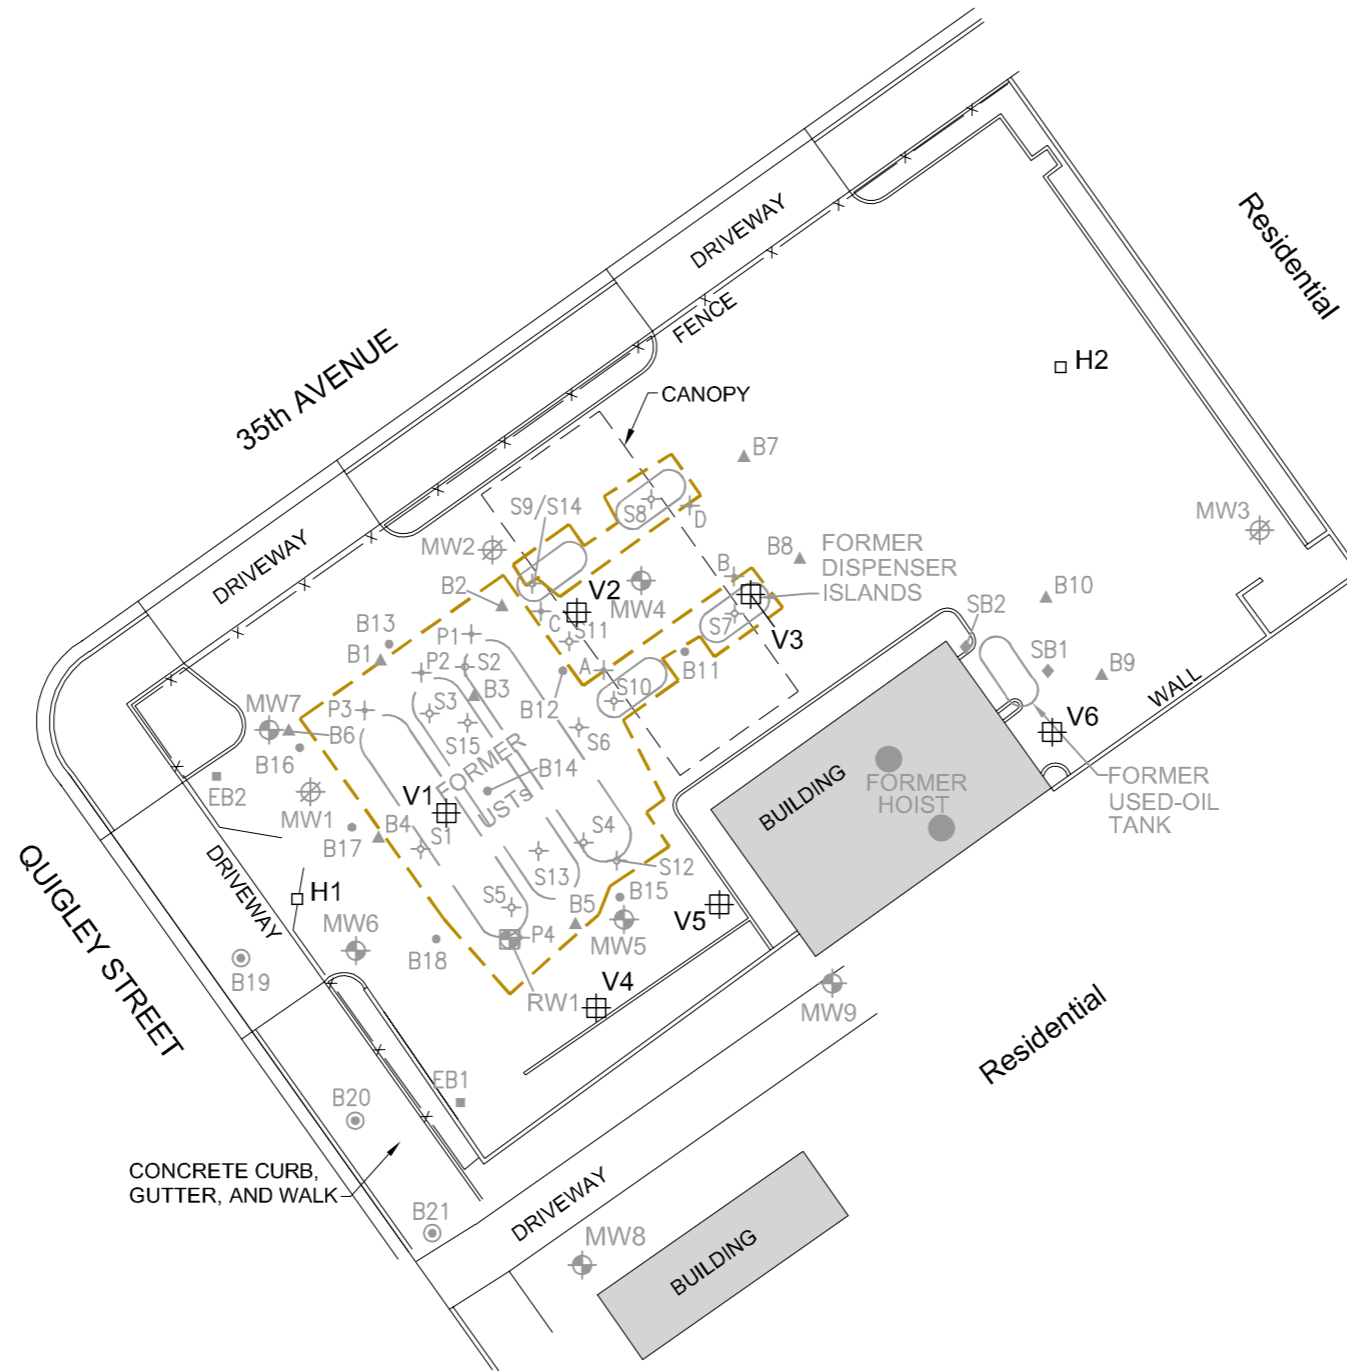 DRIVEWAY
Residential
FENCE
35th AVENUE
H2
CANOPY
B7
S9/S14
S8
D
MW3
MW2
B8
FORMER
DISPENSER
ISLANDS
B
B2
V2
MW4
B10
C
SB2
DRIVEWAY
B13
P1
S11
S7
V3
B1
P2
S2
A
B11
SB1
B9
B3
B12
S10
WALL
MW7
P3
S3
B6
S15
S6
V6
B16
FORMER
USTs
B14
BUILDING
FORMER
HOIST
FORMER
USED-OIL
TANK
EB2
MW1
V1
B4
S1
S4
B17
S13
S12
QUIGLEY STREET
DRIVEWAY
H1
S5
B5
B15
V5
MW6
P4
MW5
B18
B19
RW1
V4
MW9
Residential
EB1
B20
CONCRETE CURB,
GUTTER, AND WALK
DRIVEWAY
B21
MW8
BUILDING